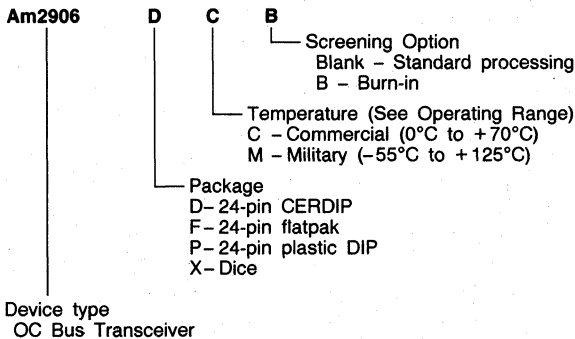 Am2906 D C B
Screening Option
Blank – Standard processing
B – Burn-in
Temperature (See Operating Range)
C – Commercial (0°C to +70°C)
M – Military (–55°C to +125°C)
Package
D – 24-pin CERDIP
F – 24-pin flatpak
P – 24-pin plastic DIP
X – Dice
Device type
OC Bus Transceiver